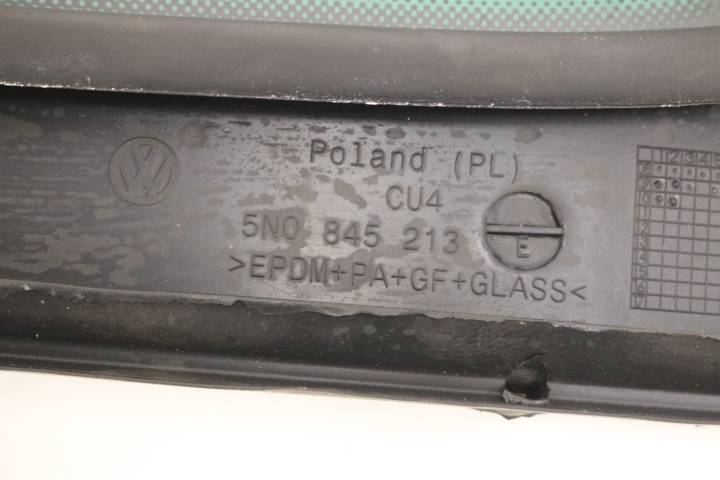 Poland (PL)
CU4
5N0 845 213 E
>EPDM+PA+GF+GLASS<